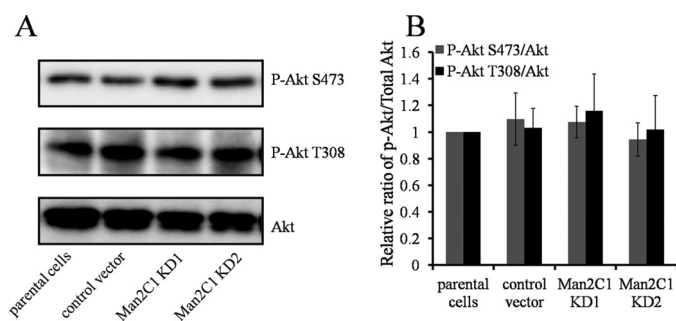 A
P-Akt S473
P-Akt T308
Akt
parental cells
control vector
Man2C1 KD1
Man2C1 KD2
B
P-Akt S473/Akt
P-Akt T308/Akt
Relative ratio of p-Akt/Total Akt
1.8
1.6
1.4
1.2
1
0.8
0.6
0.4
0.2
0
parental
cells
control
vector
Man2C1
KD1
Man2C1
KD2